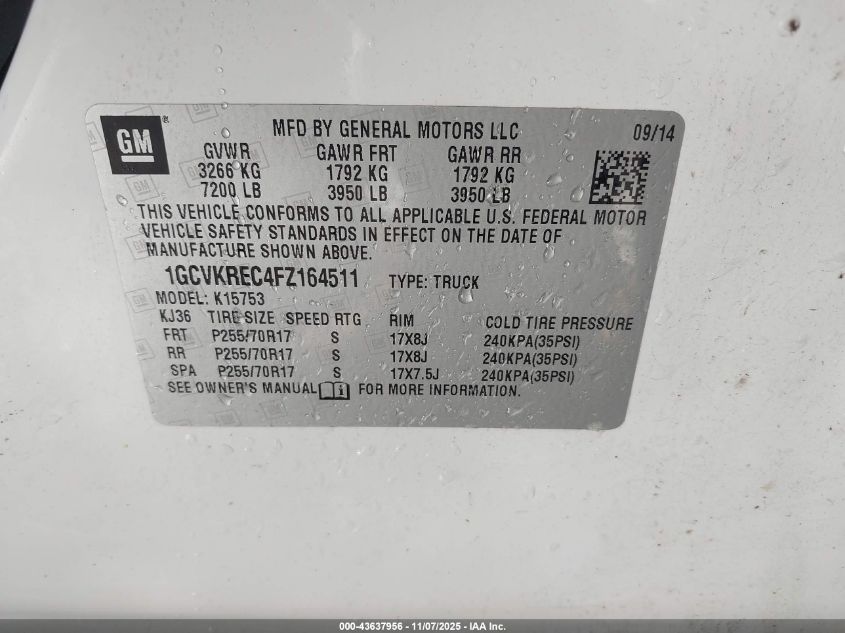 GM ®
MFD BY GENERAL MOTORS LLC 09/14
GVWR GAWR FRT GAWR RR
3266 KG 1792 KG 1792 KG
7200 LB 3950 LB 3950 LB
THIS VEHICLE CONFORMS TO ALL APPLICABLE U.S. FEDERAL MOTOR
VEHICLE SAFETY STANDARDS IN EFFECT ON THE DATE OF
MANUFACTURE SHOWN ABOVE.
1GCVKREC4FZ164511 TYPE: TRUCK
MODEL: K15753
KJ36 TIRE SIZE SPEED RTG RIM COLD TIRE PRESSURE
FRT P255/70R17 S 17X8J 240KPA(35PSI)
RR P255/70R17 S 17X8J 240KPA(35PSI)
SPA P255/70R17 S 17X7.5J 240KPA(35PSI)
SEE OWNER'S MANUAL FOR MORE INFORMATION.
000-43637956 - 11/07/2025 - IAA Inc.